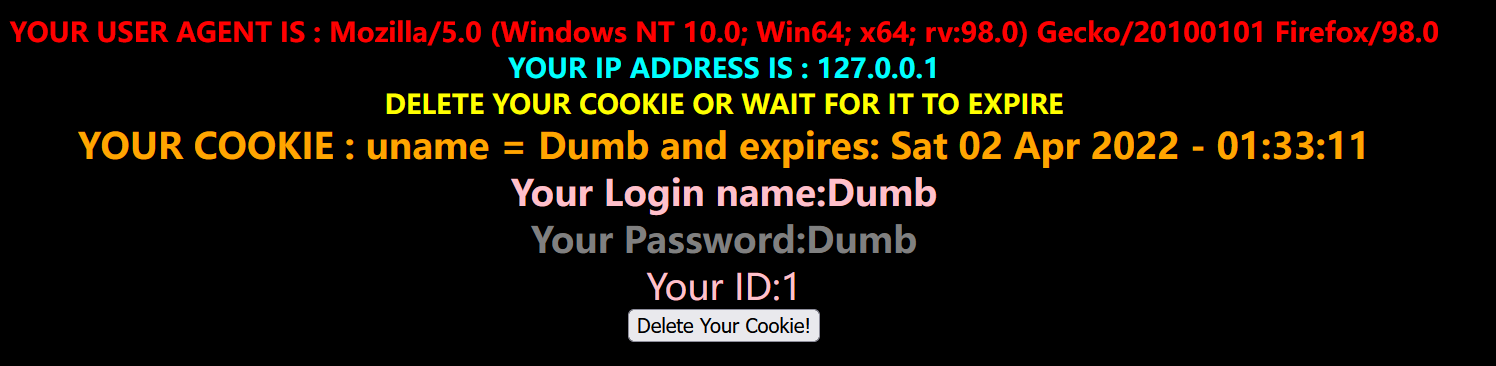 YOUR USER AGENT IS : Mozilla/5.0 (Windows NT 10.0; Win64; x64; rv:98.0) Gecko/20100101 Firefox/98.0
YOUR IP ADDRESS IS : 127.0.0.1
DELETE YOUR COOKIE OR WAIT FOR IT TO EXPIRE
YOUR COOKIE : uname = Dumb and expires: Sat 02 Apr 2022 - 01:33:11
Your Login name:Dumb
Your Password:Dumb
Your ID:1
Delete Your Cookie!